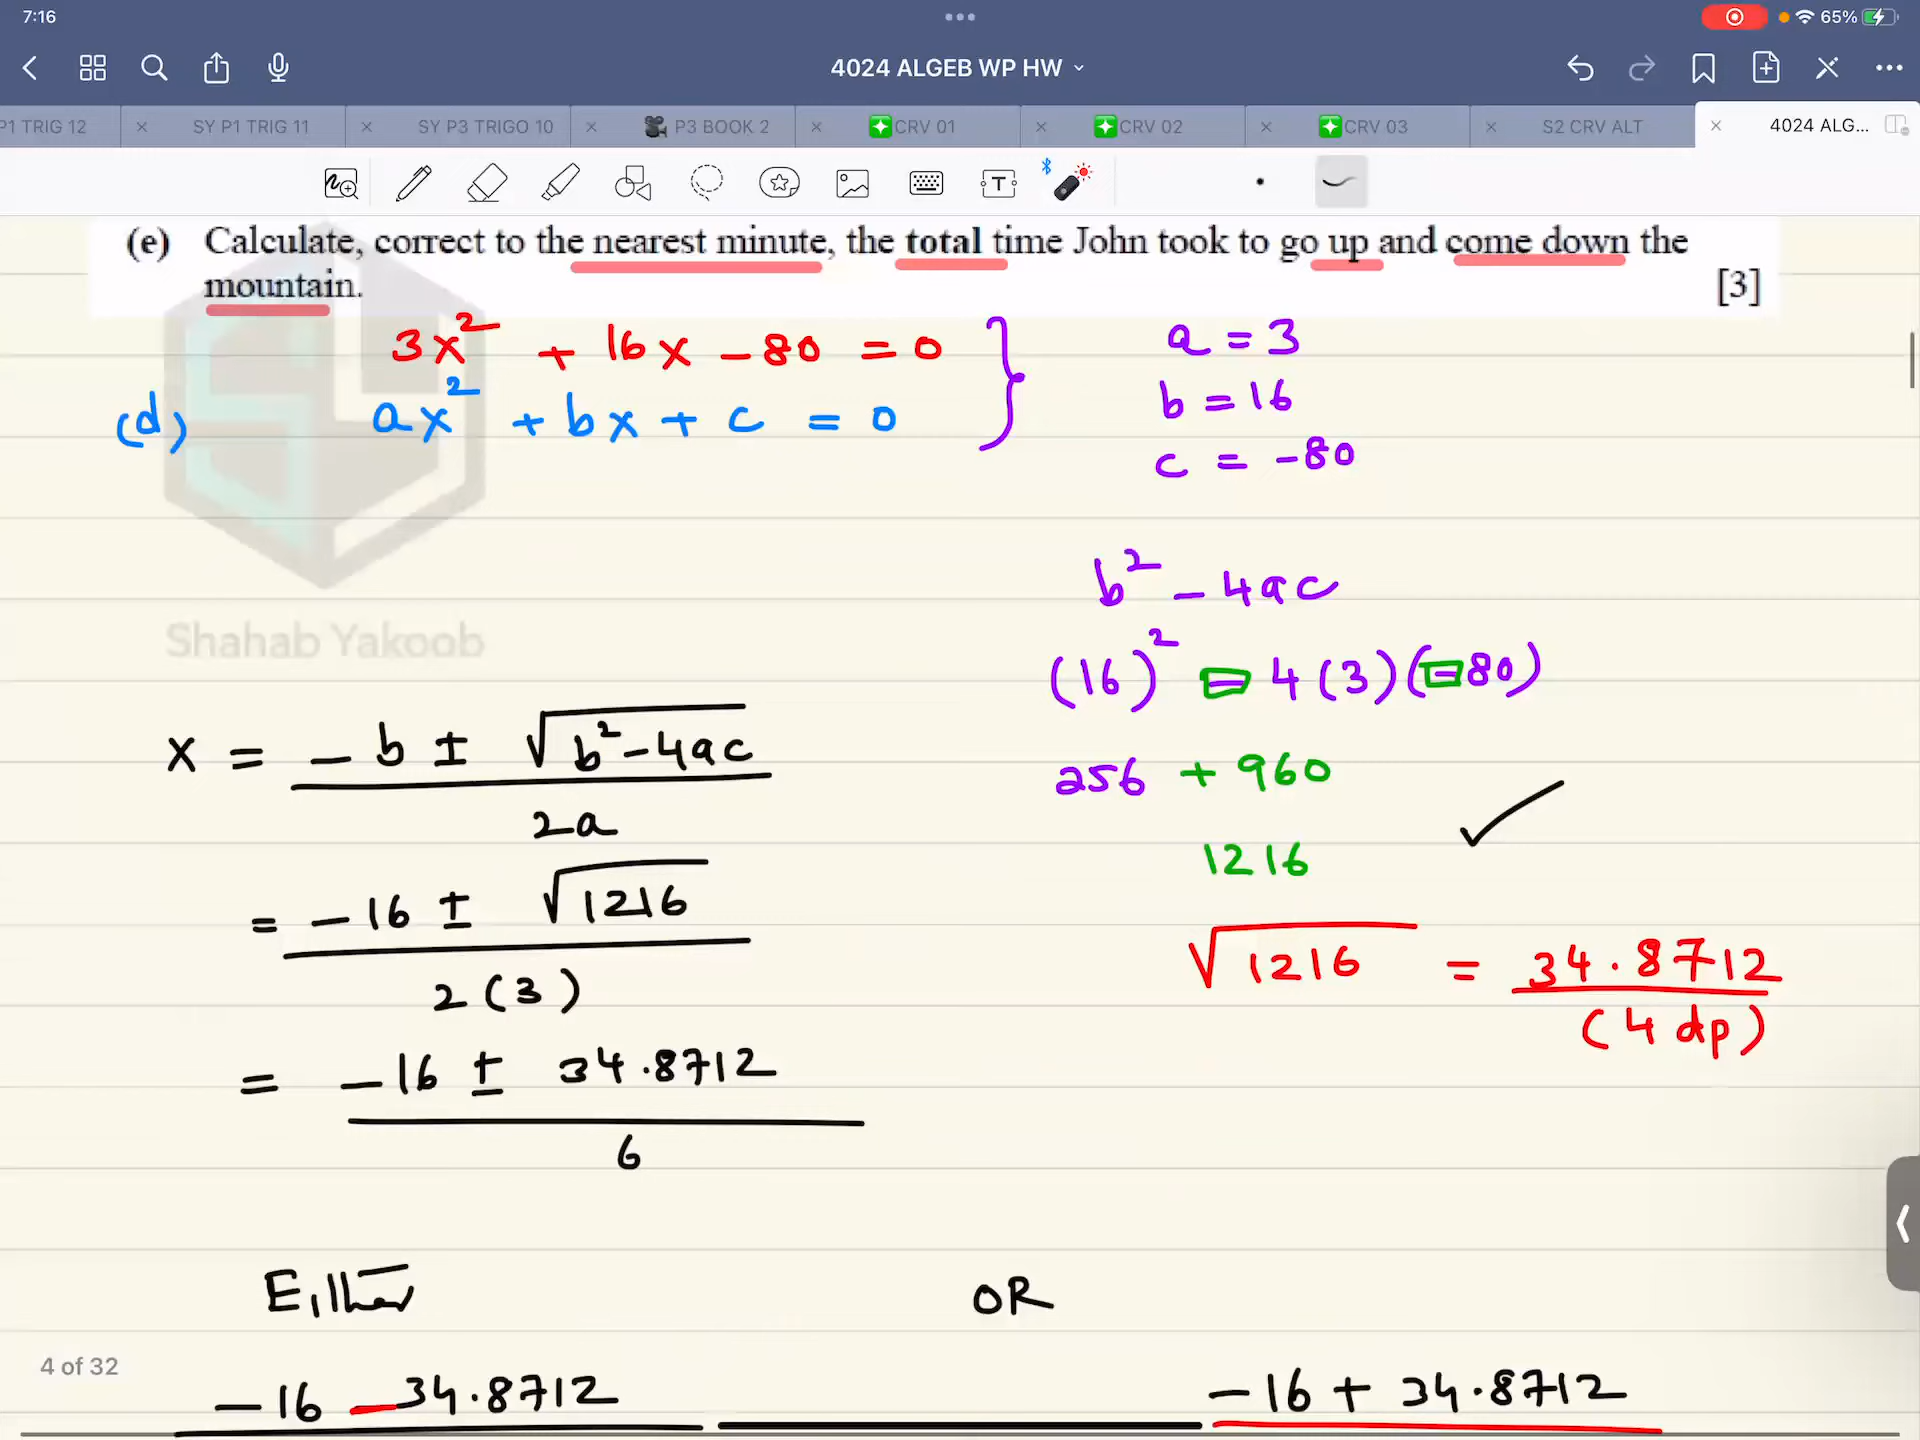 7:16
65%
4024 ALGEB WP HW
P1 TRIG 12
SY P1 TRIG 11
SY P3 TRIGO 10
P3 BOOK 2
CRV 01
CRV 02
CRV 03
S2 CRV ALT
4024 ALG...
(e) Calculate, correct to the nearest minute, the total time John took to go up and come down the
mountain.
[3]
3x² + 16x - 80 = 0
(d) ax² + bx + c = 0
a = 3
b = 16
c = -80
b² - 4ac
(16)² - 4(3)(-80)
256 + 960
1216
√1216 = 34.8712
(4 dp)
Shahab Yakoob
x = -b ± √b²-4ac
2a
= -16 ± √1216
2(3)
= -16 ± 34.8712
6
Either
OR
-16 - 34.8712
-16 + 34.8712
4 of 32